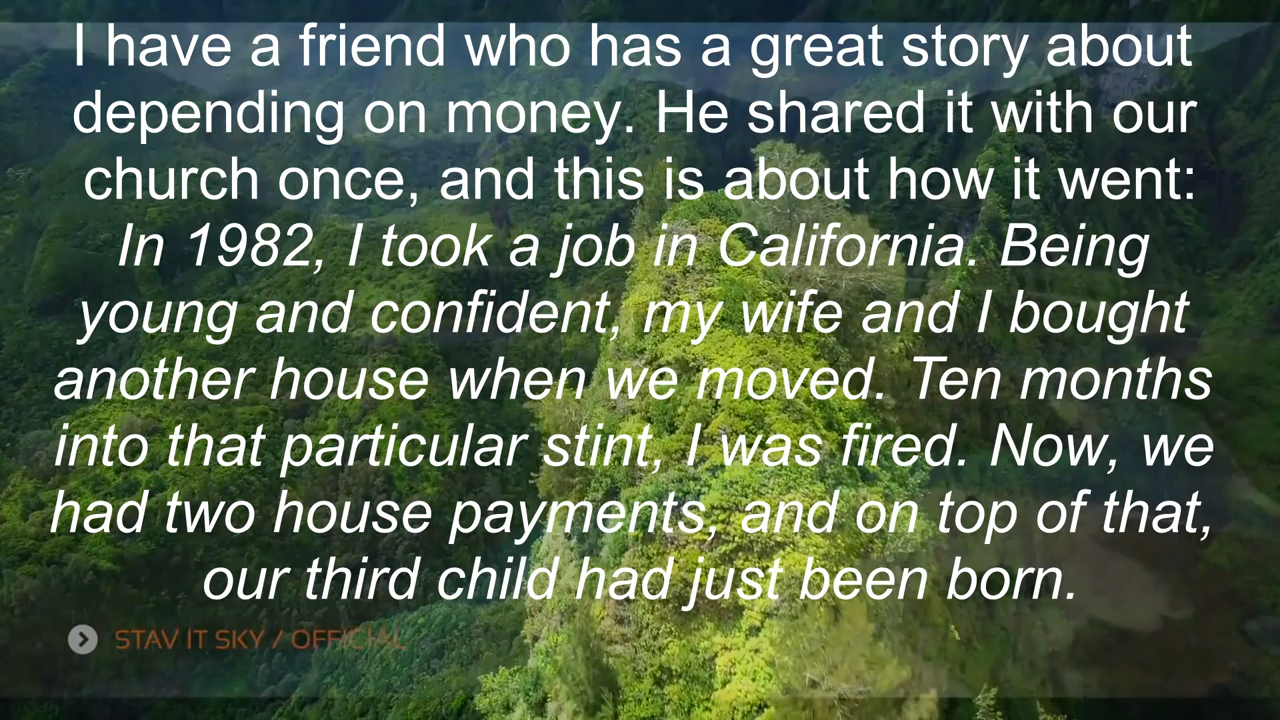 I have a friend who has a great story about
depending on money. He shared it with our
church once, and this is about how it went:
In 1982, I took a job in California. Being
young and confident, my wife and I bought
another house when we moved. Ten months
into that particular stint, I was fired. Now, we
had two house payments, and on top of that,
our third child had just been born.
STAV IT SKY / OFFICIAL